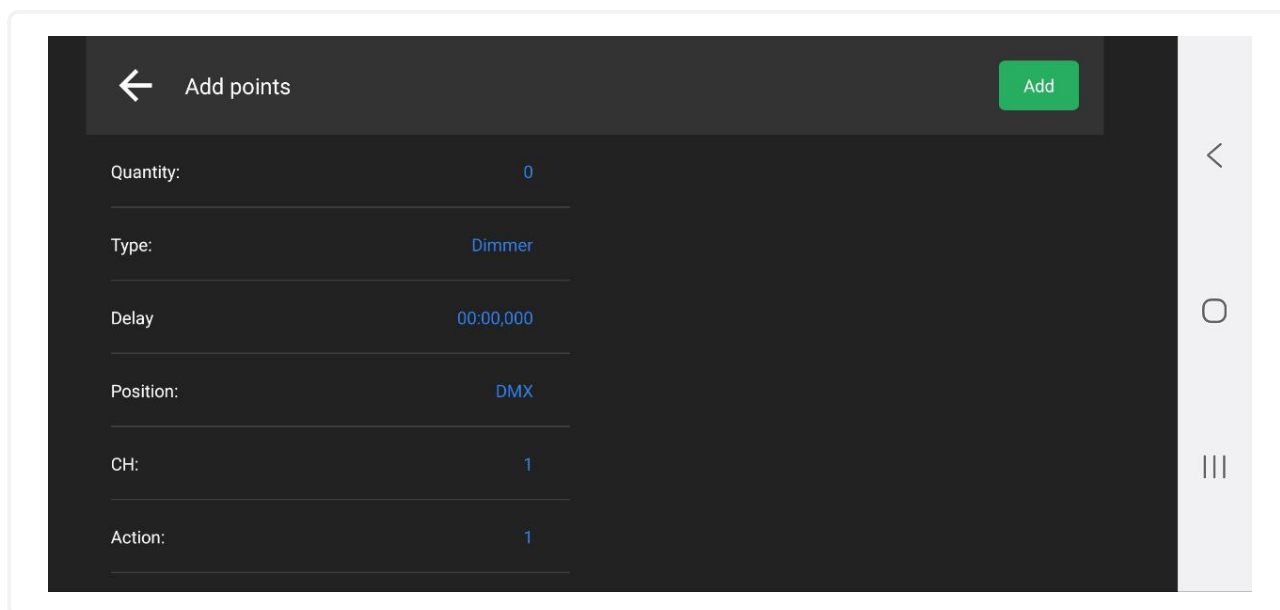 Add points
Add
Quantity: 0
Type: Dimmer
Delay 00:00,000
Position: DMX
CH: 1
Action: 1